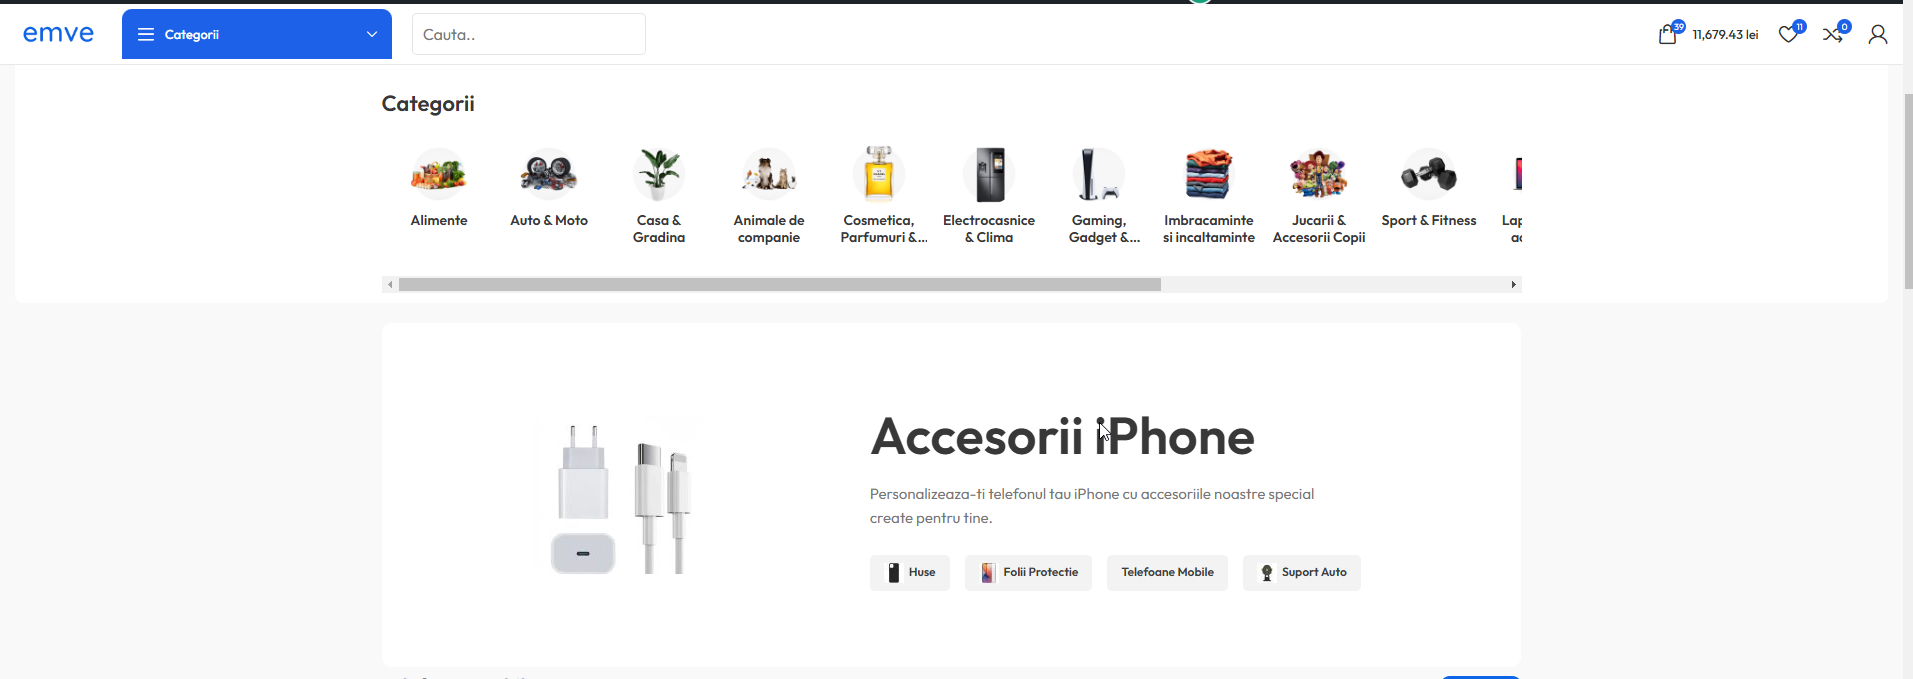 emve
Categorii
Cauta..
39
11,679.43 lei
11
0
Categorii
Alimente
Auto & Moto
Casa &
Gradina
Animale de
companie
Cosmetica,
Parfumuri &...
Electrocasnice
& Clima
Gaming,
Gadget &...
Imbracaminte
si incaltaminte
Jucarii &
Accesorii Copii
Sport & Fitness
Accesorii iPhone
Personalizeaza-ti telefonul tau iPhone cu accesoriile noastre special
create pentru tine.
Huse
Folii Protectie
Telefoane Mobile
Suport Auto